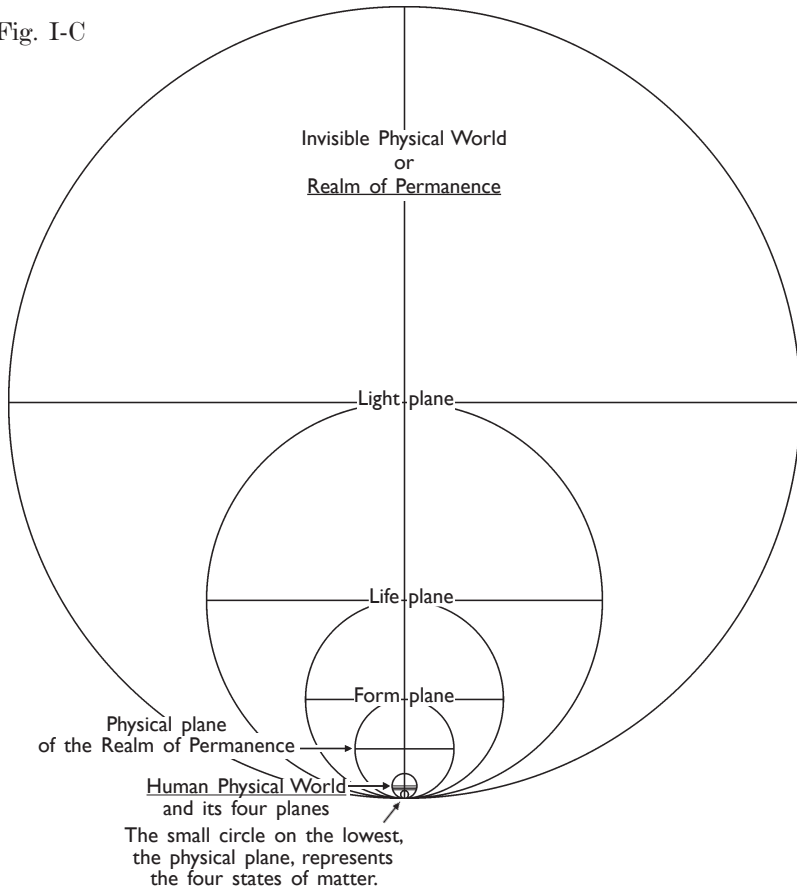 Fig. I-C
Invisible Physical World
or
Realm of Permanence
Light plane
Life plane
Form plane
Physical plane
of the Realm of Permanence
Human Physical World
and its four planes
The small circle on the lowest,
the physical plane, represents
the four states of matter.